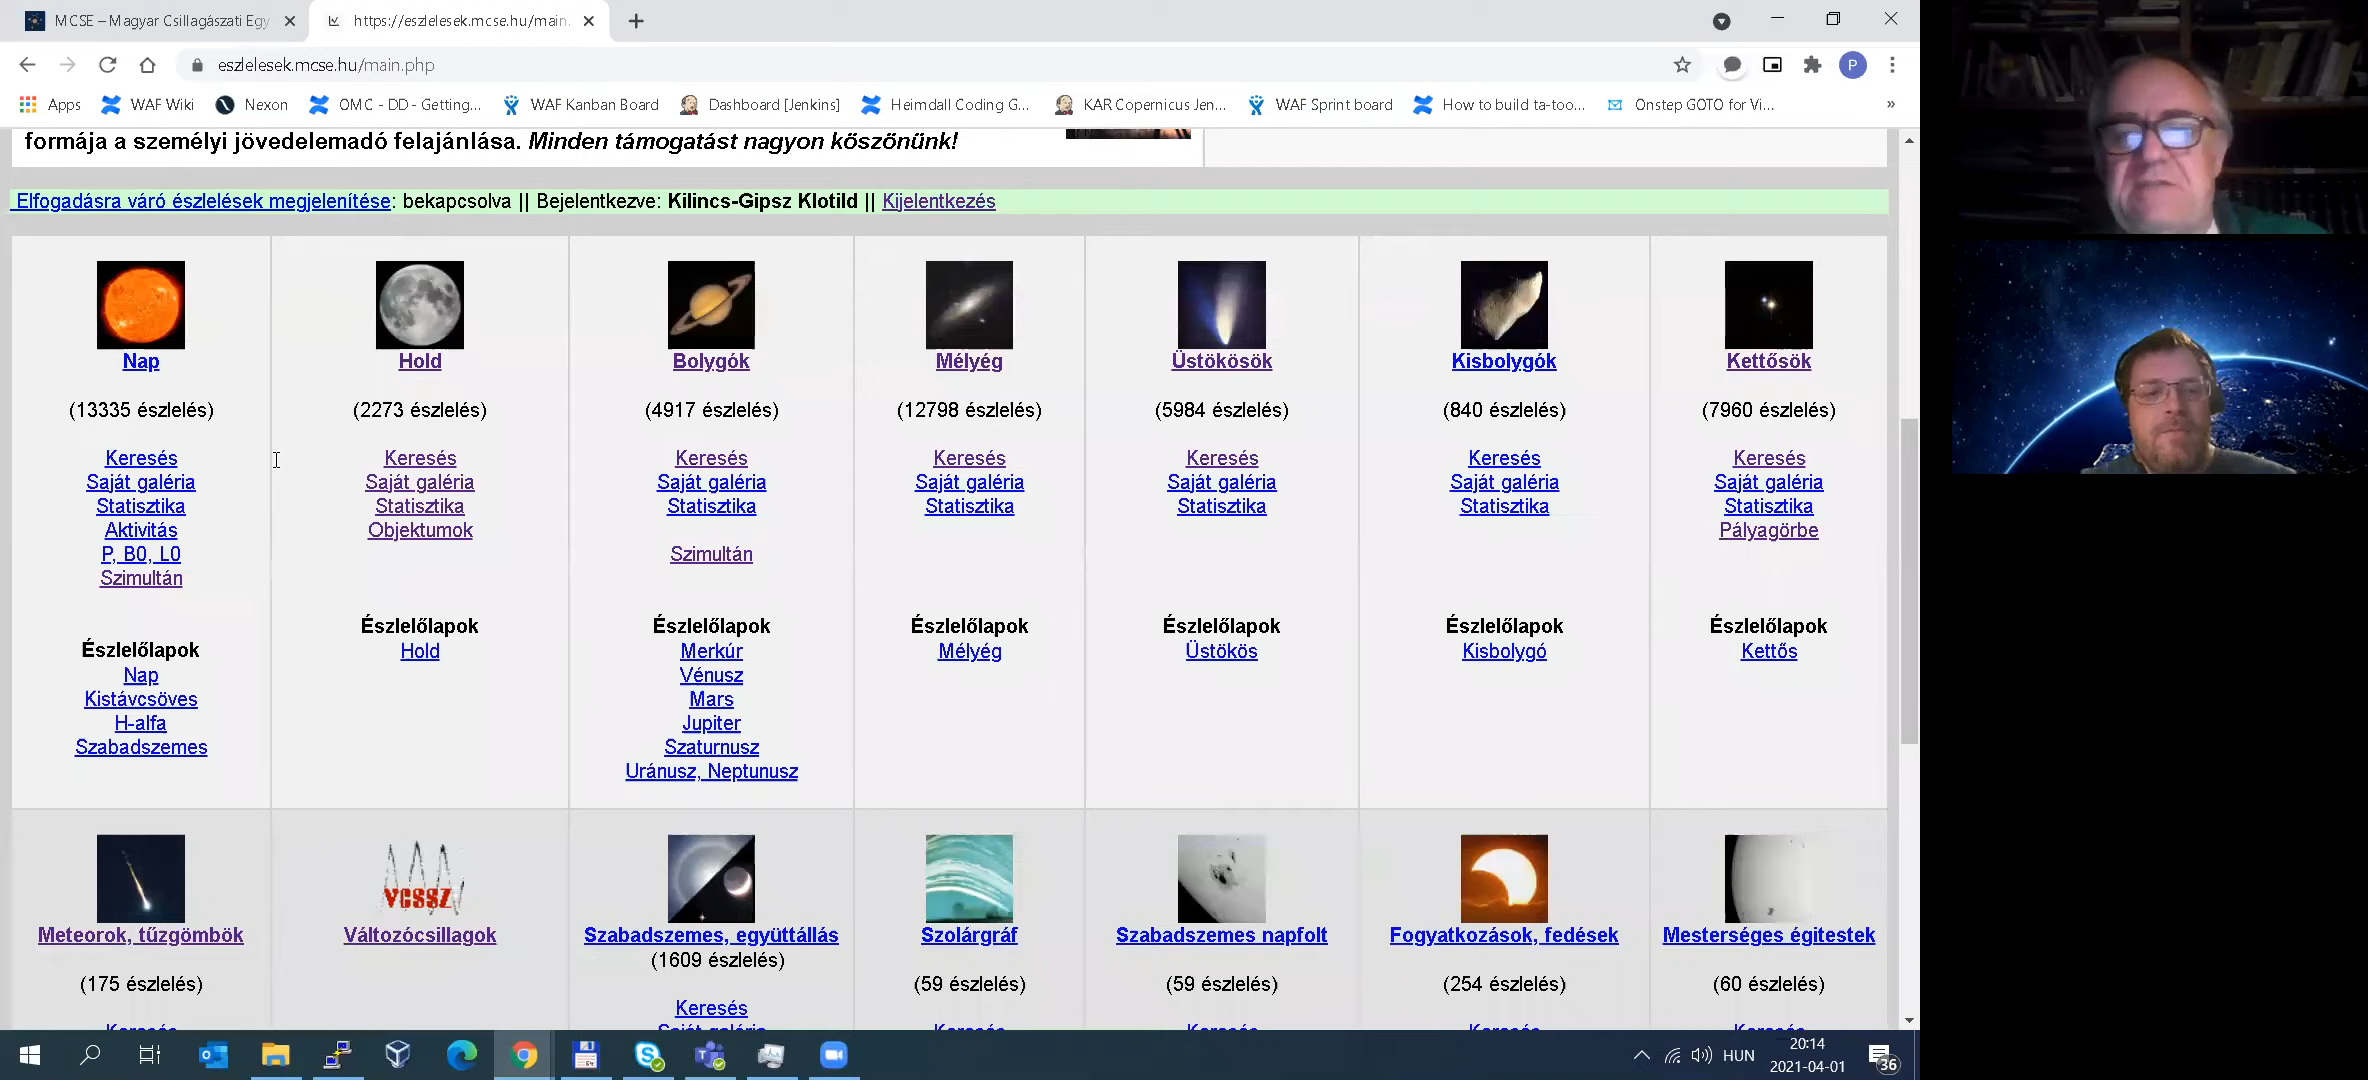 MCSE – Magyar Csillagászati Egy
https://eszlelesek.mcse.hu/main.
eszlelesek.mcse.hu/main.php
P
Apps
WAF Wiki
Nexon
OMC - DD - Getting...
WAF Kanban Board
Dashboard [Jenkins]
Heimdall Coding G...
KAR Copernicus Jen...
WAF Sprint board
How to build ta-too...
Onstep GOTO for Vi...
»
formája a személyi jövedelemadó felajánlása. Minden támogatást nagyon köszönünk!
Elfogadásra váró észlelések megjelenítése: bekapcsolva || Bejelentkezve: Kilincs-Gipsz Klotild || Kijelentkezés
Nap
(13335 észlelés)
Keresés
Saját galéria
Statisztika
Aktivitás
P, B0, L0
Szimultán
Észlelőlapok
Nap
Kistávcsöves
H-alfa
Szabadszemes
Hold
(2273 észlelés)
Keresés
Saját galéria
Statisztika
Objektumok
Észlelőlapok
Hold
Bolygók
(4917 észlelés)
Keresés
Saját galéria
Statisztika
Szimultán
Észlelőlapok
Merkúr
Vénusz
Mars
Jupiter
Szaturnusz
Uránusz, Neptunusz
Mélyég
(12798 észlelés)
Keresés
Saját galéria
Statisztika
Észlelőlapok
Mélyég
Üstökösök
(5984 észlelés)
Keresés
Saját galéria
Statisztika
Észlelőlapok
Üstökös
Kisbolygók
(840 észlelés)
Keresés
Saját galéria
Statisztika
Észlelőlapok
Kisbolygó
Kettősök
(7960 észlelés)
Keresés
Saját galéria
Statisztika
Pályagörbe
Észlelőlapok
Kettős
Meteorok, tűzgömbök
(175 észlelés)
Keresés
VCSSZ
Változócsillagok
Szabadszemes, együttállás
(1609 észlelés)
Keresés
Saját galéria
Szolárgráf
(59 észlelés)
Keresés
Szabadszemes napfolt
(59 észlelés)
Keresés
Fogyatkozások, fedések
(254 észlelés)
Keresés
Mesterséges égitestek
(60 észlelés)
Keresés
HUN
20:14
2021-04-01
36